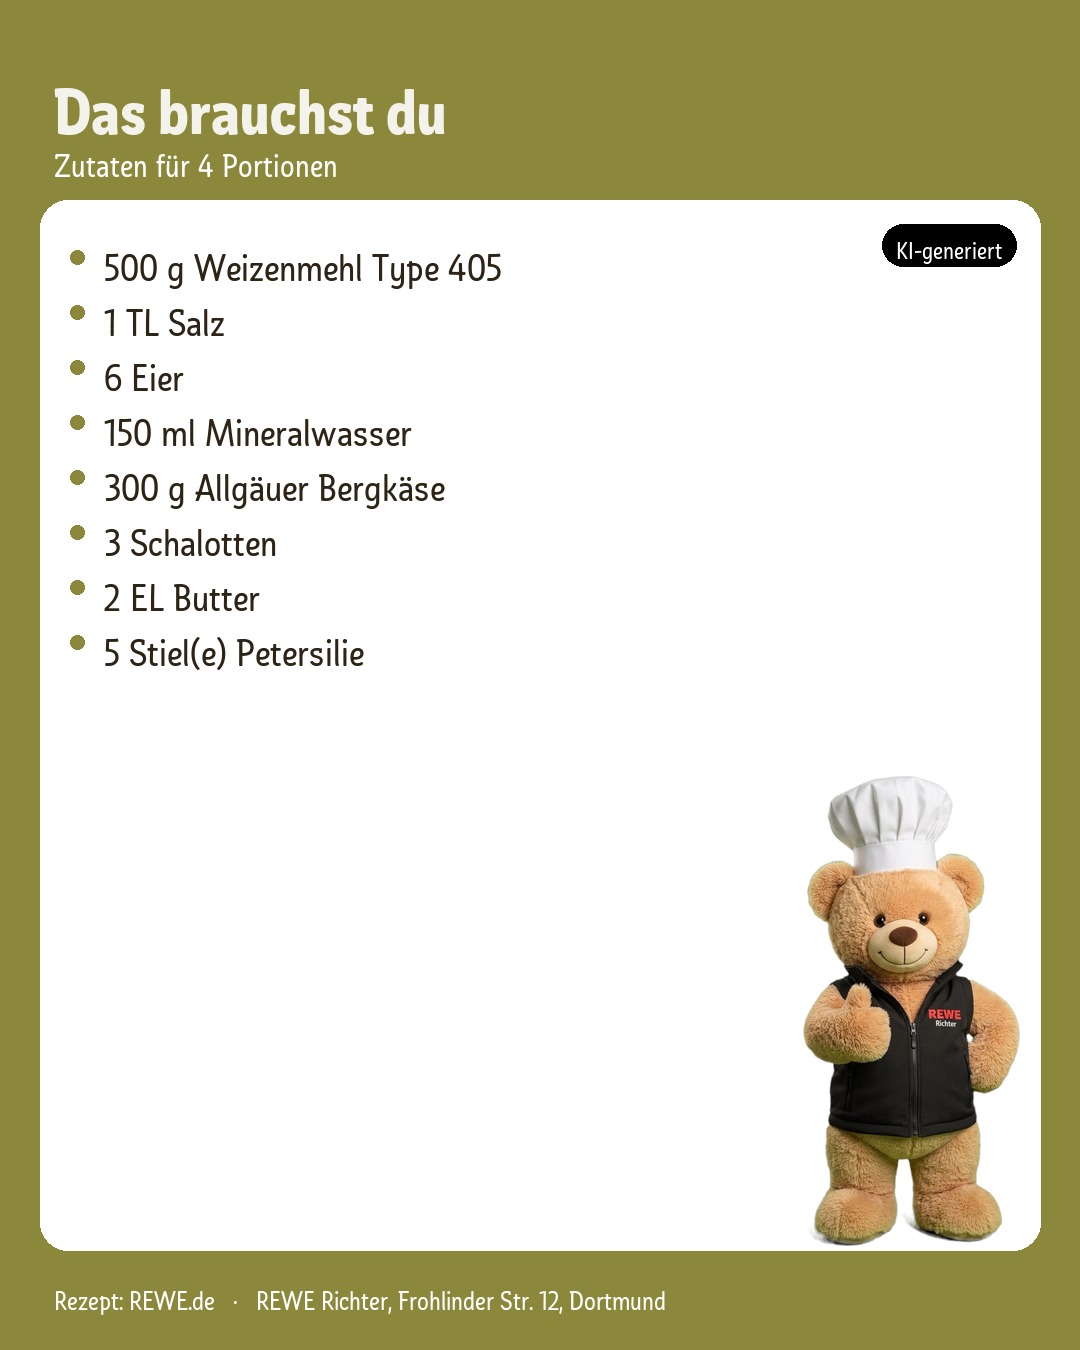 Das brauchst du
Zutaten für 4 Portionen
KI-generiert
500 g Weizenmehl Type 405
1 TL Salz
6 Eier
150 ml Mineralwasser
300 g Allgäuer Bergkäse
3 Schalotten
2 EL Butter
5 Stiel(e) Petersilie
REWE
Richter
Rezept: REWE.de · REWE Richter, Frohlinder Str. 12, Dortmund